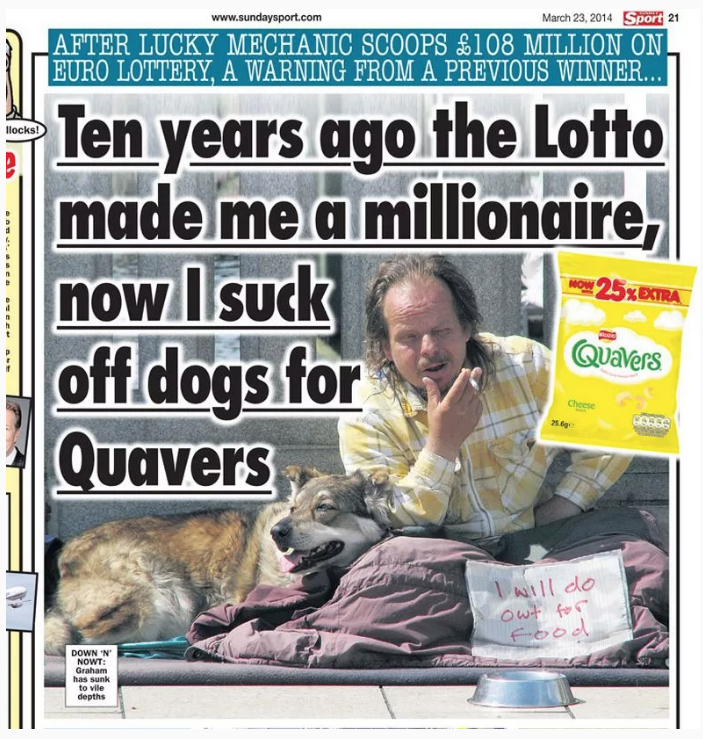 www.sundaysport.com
March 23, 2014
Sport
21
AFTER LUCKY MECHANIC SCOOPS £108 MILLION ON
EURO LOTTERY, A WARNING FROM A PREVIOUS WINNER...
llocks!
Ten years ago the Lotto
made me a millionaire,
now I suck
off dogs for
Quavers
NOW 25% EXTRA
WALKERS
QUavers
Cheese
25.6g
I will do
owt for
Food
DOWN 'N'
NOWT:
Graham
has sunk
to vile
depths